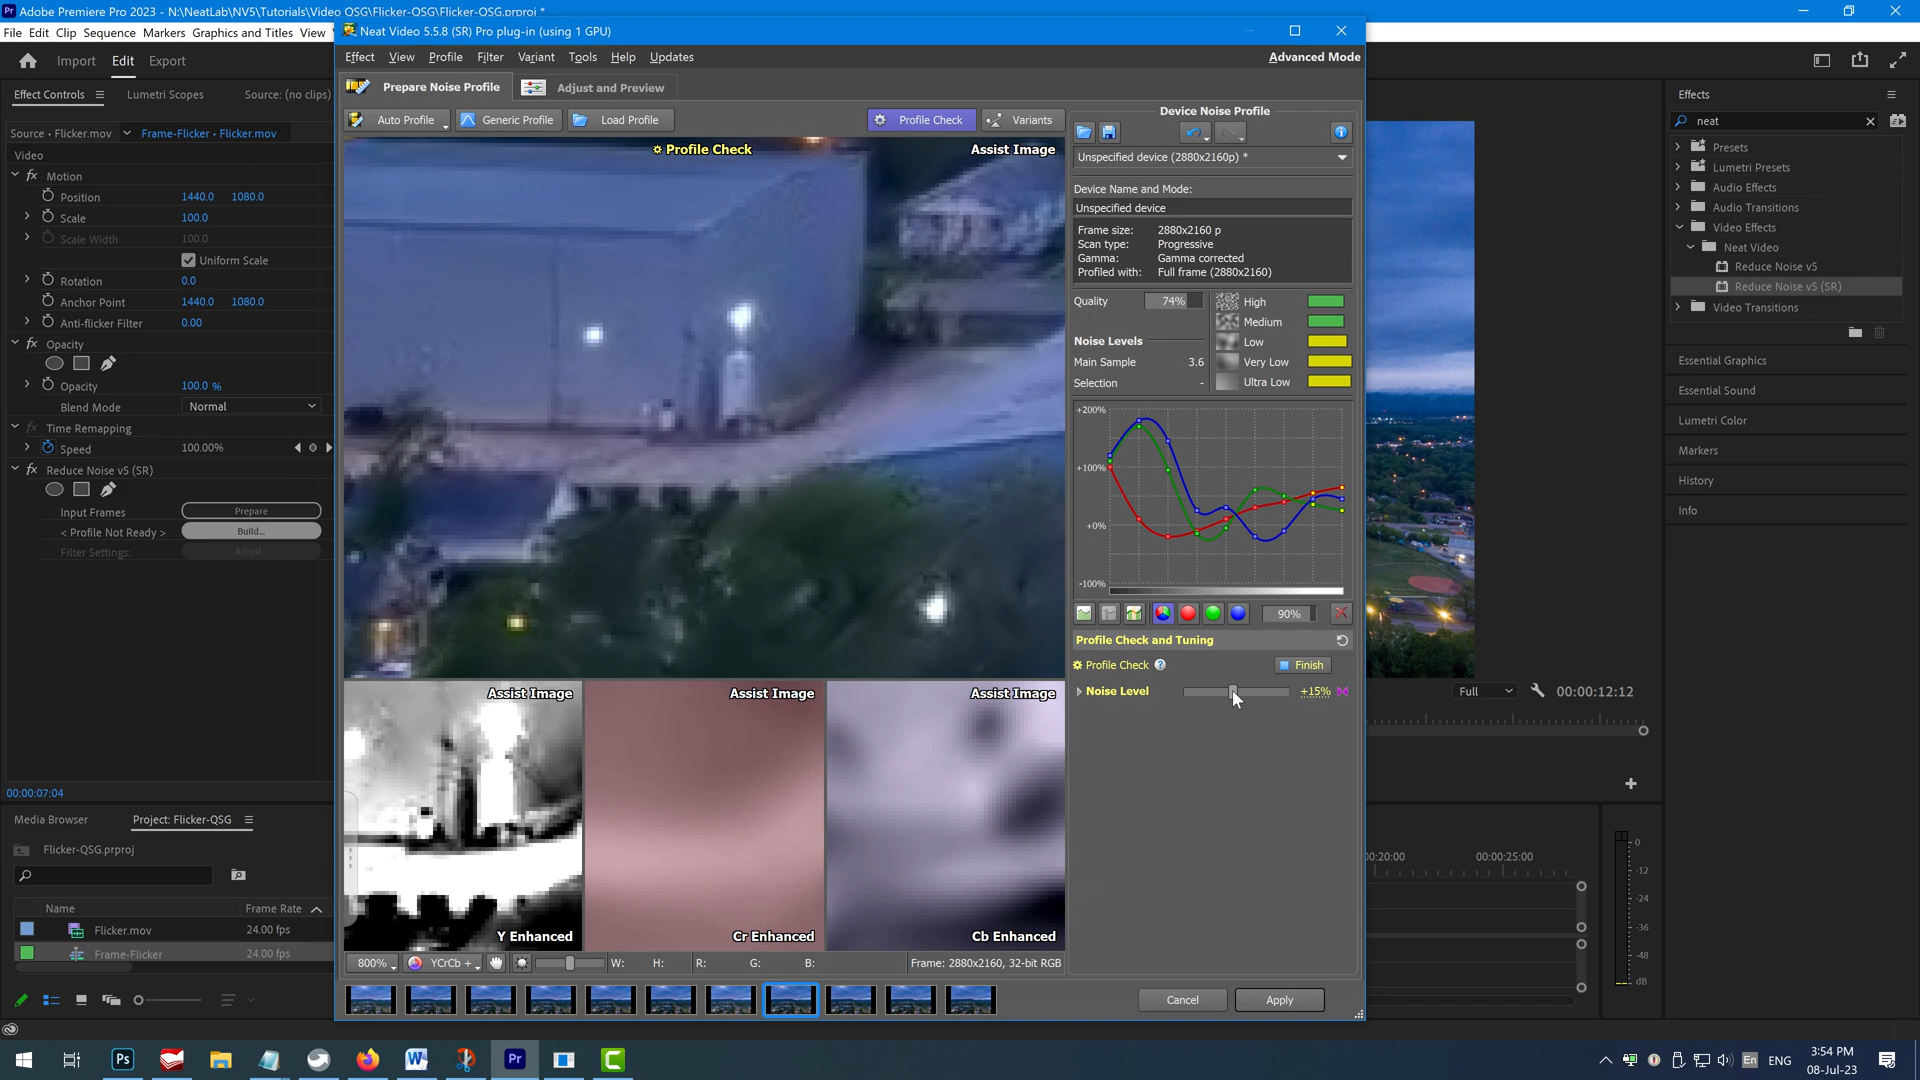 Adobe Premiere Pro 2023 - N:\NeatLab\NV5\Tutorials\Video OSG\Flicker-OSG\Flicker-QSG.prproj *
File Edit Clip Sequence Markers Graphics and Titles View
Neat Video 5.5.8 (SR) Pro plug-in (using 1 GPU)
Effect View Profile Filter Variant Tools Help Updates
Advanced Mode
Import Edit Export
Prepare Noise Profile
Adjust and Preview
Effect Controls Lumetri Scopes Source: (no clips)
Auto Profile Generic Profile Load Profile
Profile Check Variants
Source • Flicker.mov Frame-Flicker • Flicker.mov
Video
fx Motion
Position 1440.0 1080.0
Scale 100.0
Scale Width 100.0
Uniform Scale
Rotation 0.0
Anchor Point 1440.0 1080.0
Anti-flicker Filter 0.00
fx Opacity
Opacity 100.0 %
Blend Mode Normal
fx Time Remapping
Speed 100.00%
fx Reduce Noise v5 (SR)
Input Frames Prepare
< Profile Not Ready > Build...
Filter Settings: Adjust...
00:00:07:04
Media Browser Project: Flicker-QSG
Flicker-QSG.prproj
Name Frame Rate
Flicker.mov 24.00 fps
Frame-Flicker 24.00 fps
Profile Check
Assist Image
Assist Image
Assist Image
Assist Image
Y Enhanced
Cr Enhanced
Cb Enhanced
800% YCrCb + W: H: R: G: B: Frame: 2880x2160, 32-bit RGB
Device Noise Profile
Unspecified device (2880x2160p) *
Device Name and Mode:
Unspecified device
Frame size: 2880x2160 p
Scan type: Progressive
Gamma: Gamma corrected
Profiled with: Full frame (2880x2160)
Quality 74% High
Medium
Noise Levels Low
Main Sample 3.6 Very Low
Selection - Ultra Low
+200%
+100%
+0%
-100%
90%
Profile Check and Tuning
Profile Check Finish
Noise Level +15%
Cancel Apply
Effects
neat
Presets
Lumetri Presets
Audio Effects
Audio Transitions
Video Effects
Neat Video
Reduce Noise v5
Reduce Noise v5 (SR)
Video Transitions
Essential Graphics
Essential Sound
Lumetri Color
Markers
History
Info
Full 00:00:12:12
00:20:00 00:00:25:00
0
-12
-24
-36
-48
dB
Ps W Pr C
En ENG
3:54 PM
08-Jul-23